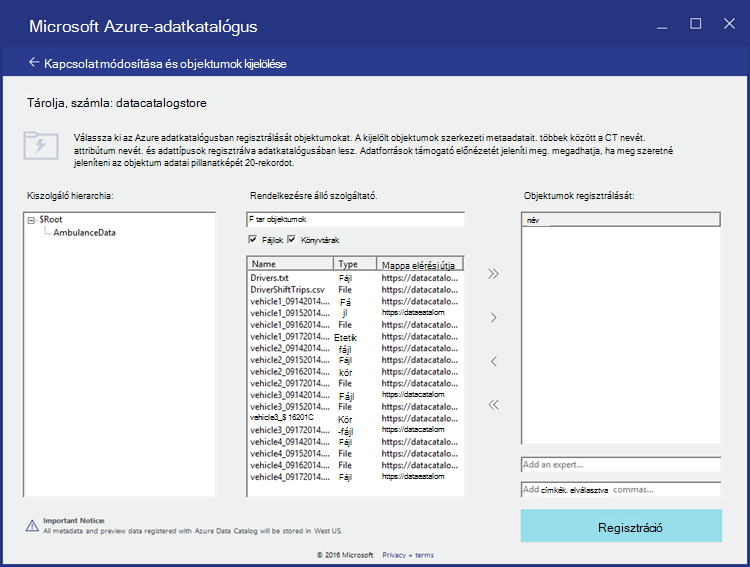 Microsoft Azure-adatkatalógus
Kapcsolat módosítása és objektumok kijelölése
Tárolja, számla: datacatalogstore
Válassza ki az Azure adatkatalógusban regisztrálását objektumokat. A kijelölt objektumok szerkezeti metaadatait. többek között a CT nevét.
attribútum nevét. és adattípusok regisztrálva adatkatalógusában lesz. Adatforrások támogató előnézetét jeleníti meg. megadhatja, ha meg szeretné
jeleníteni az objektum adatai pillanatképét 20-rekordot.
Kiszolgáló hierarchia:
Rendelkezésre álló szolgáltató.
Objektumok regisztrálását:
$Root
AmbulanceData
F tar objektumok
Fájlok Könyvtárak
név
Name Type Mappa elérési útja
Drivers.txt Fájl https://datacatalo...
DriverShiftTrips.csv File https://datacatalo...
vehicle1_09142014.... Fá https://datacatalo...
vehicle1_09152014.... jl https://dataeatalom
vehicle1_09162014.... File https://datacatalo...
vehicle1_09172014.... Etetik https://datacatalo...
vehicle2_09142014.... fájl https://datacatalo...
vehicle2_09152014.... Fájl https://datacatalo...
vehicle2_09162014.... kör https://datacatalo...
vehicle2_09172014.... File https://datacatalo...
vehicle3_09142014.... Fájl https://datacatalom
vehicle3_09152014.... File https://datacatalo...
vehicle3_$ 16201C Kör https://datacatalo...
vehicle3_09172014.... -fájl https://datacatalom
vehicle4_09142014.... Fájl https://datacatalo...
vehicle4_09152014.... File https://datacatalo...
vehicle4_09162014.... File https://datacatalo...
vehicle4_09172014.... Fájl https://dataeatalom
Add an expert...
Add címkék. elválasztva commas...
Important Notice:
All metadata and preview data registered with Azure Data Catalog will be stored in West US.
Regisztráció
© 2016 Microsoft Privacy + terms